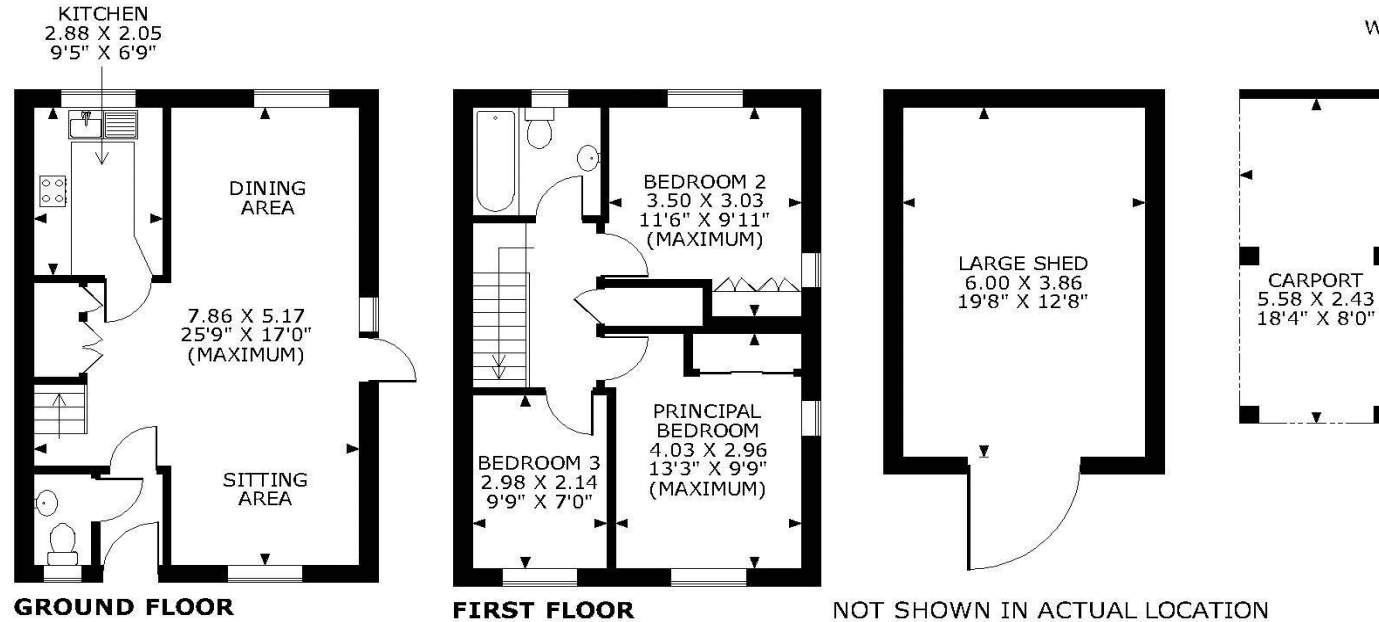 KITCHEN
2.88 X 2.05
9'5" X 6'9"
DINING
AREA
7.86 X 5.17
25'9" X 17'0"
(MAXIMUM)
SITTING
AREA
GROUND FLOOR
BEDROOM 2
3.50 X 3.03
11'6" X 9'11"
(MAXIMUM)
PRINCIPAL
BEDROOM
4.03 X 2.96
13'3" X 9'9"
(MAXIMUM)
BEDROOM 3
2.98 X 2.14
9'9" X 7'0"
FIRST FLOOR
LARGE SHED
6.00 X 3.86
19'8" X 12'8"
W
CARPORT
5.58 X 2.43
18'4" X 8'0"
NOT SHOWN IN ACTUAL LOCATION